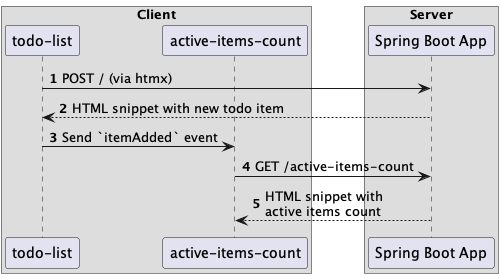 Client
Server
todo-list
active-items-count
Spring Boot App
1 POST / (via htmx)
2 HTML snippet with new todo item
3 Send `itemAdded` event
4 GET /active-items-count
5 HTML snippet with
active items count
todo-list
active-items-count
Spring Boot App